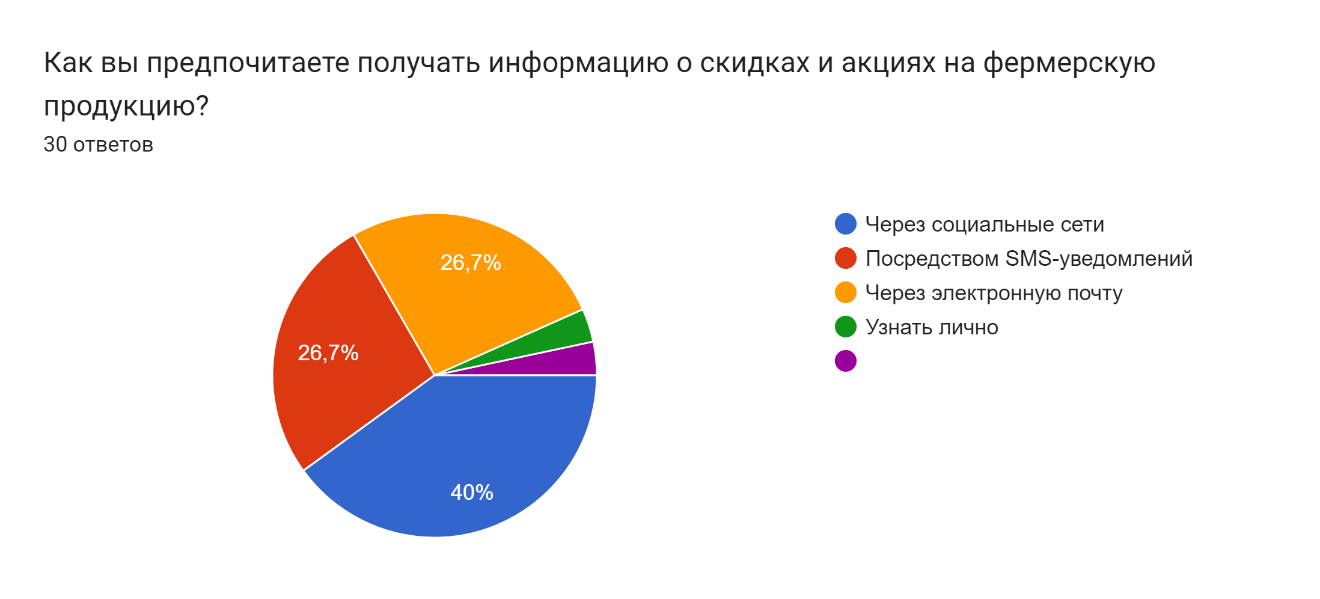 Как вы предпочитаете получать информацию о скидках и акциях на фермерскую
продукцию?
30 ответов
Через социальные сети
Посредством SMS-уведомлений
Через электронную почту
Узнать лично
26,7%
26,7%
40%